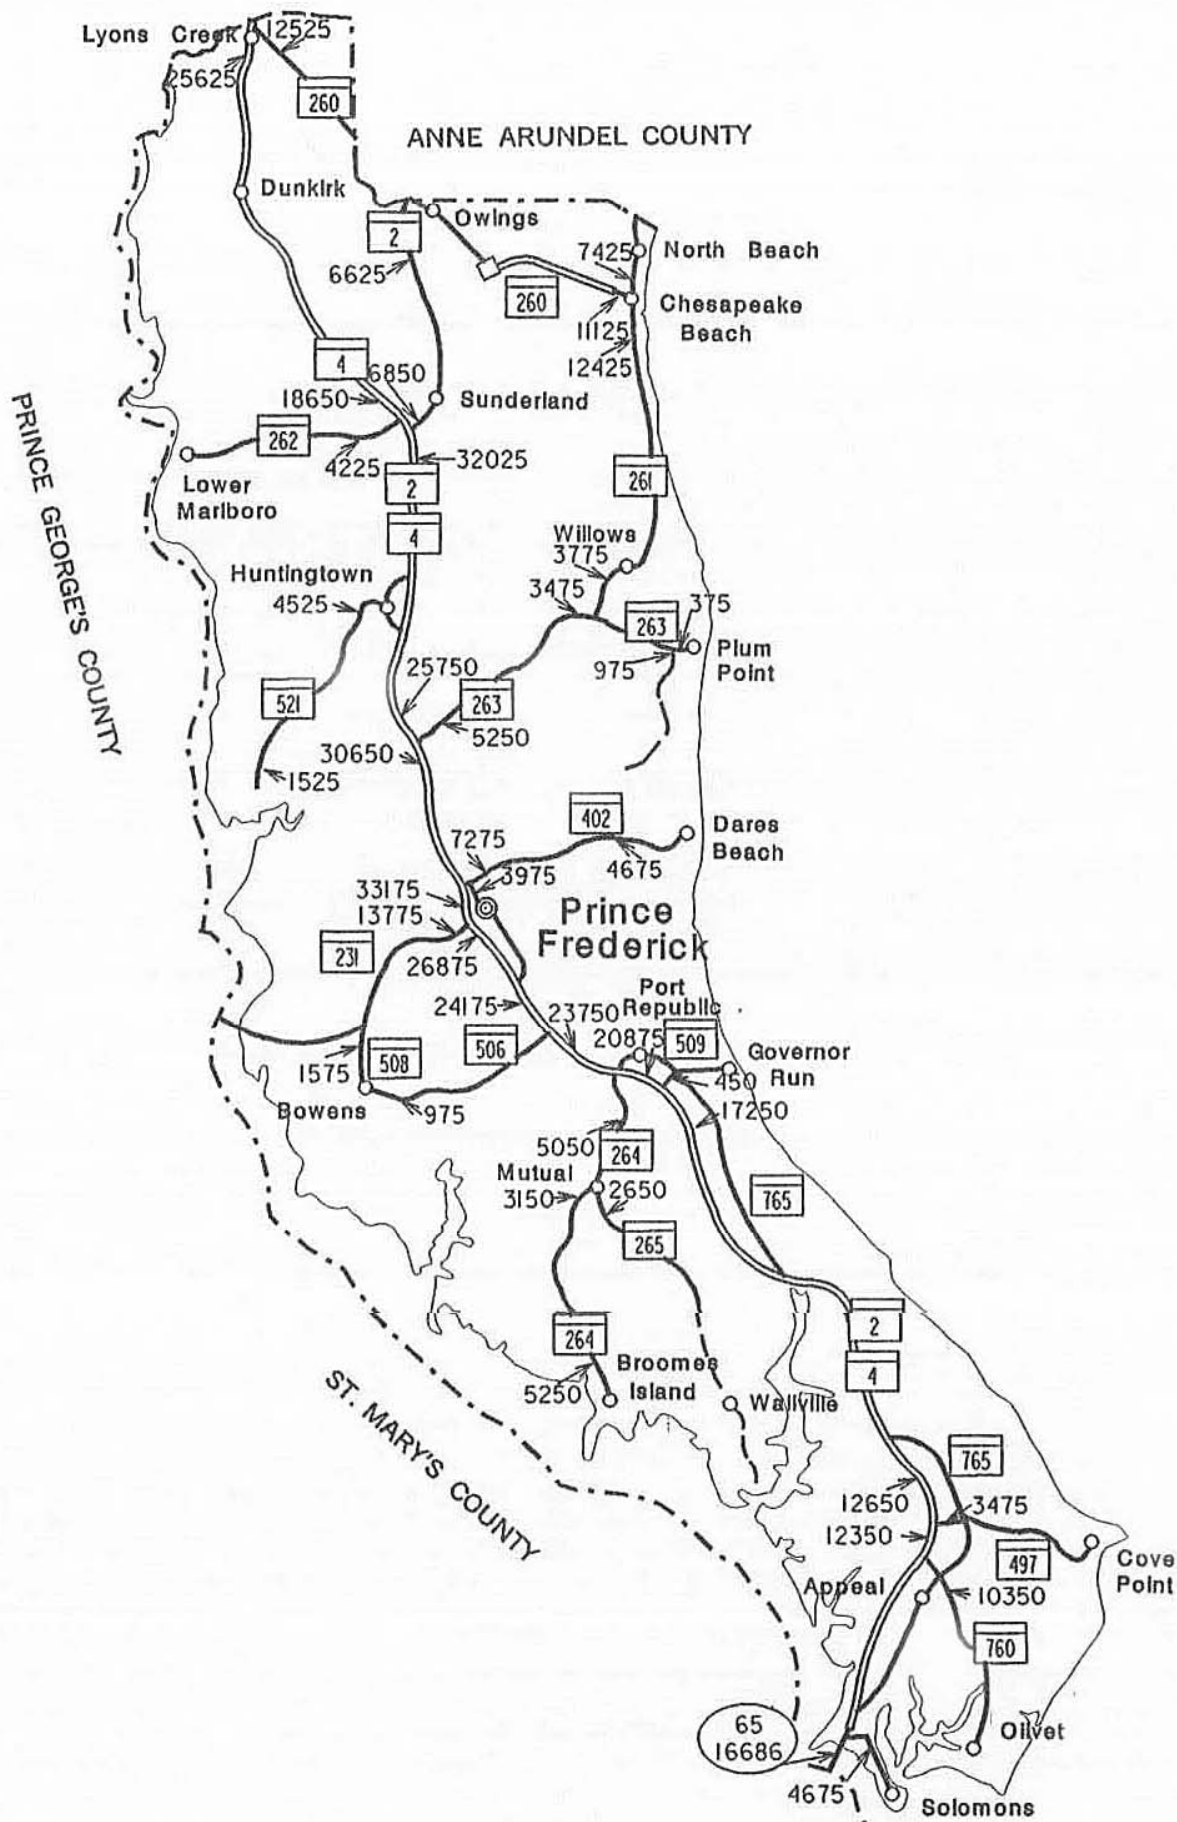 Lyons Creek
12525
25625
260
ANNE ARUNDEL COUNTY
Dunkirk
Owings
2
6625
7425
North Beach
260
Chesapeake
Beach
11125
12425
4
6850
18650
Sunderland
262
4225
32025
Lower
Marlboro
2
4
261
PRINCE GEORGE'S COUNTY
Willows
3775
Huntingtown
4525
3475
375
263
Plum
Point
975
25750
521
263
5250
30650
1525
402
Dares
Beach
7275
4675
3975
33175
13775
Prince
Frederick
231
26875
Port
Republic
24175
23750
20875
509
506
Governor
Run
1575
508
450
17250
Bowens
975
5050
264
Mutual
3150
2650
765
265
2
4
264
Broomes
Island
5250
Wallville
ST. MARY'S COUNTY
765
12650
3475
12350
497
Cove
Point
Appeal
10350
760
65
16686
Olivet
4675
Solomons